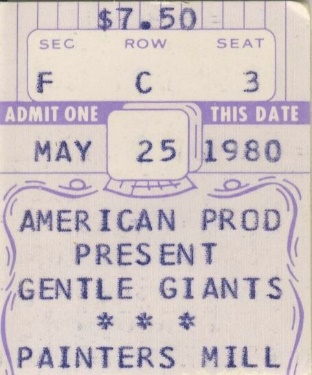 $7.50
SEC ROW SEAT
F C 3
ADMIT ONE THIS DATE
MAY 25 1980
AMERICAN PROD
PRESENT
GENTLE GIANTS
* * *
PAINTERS MILL